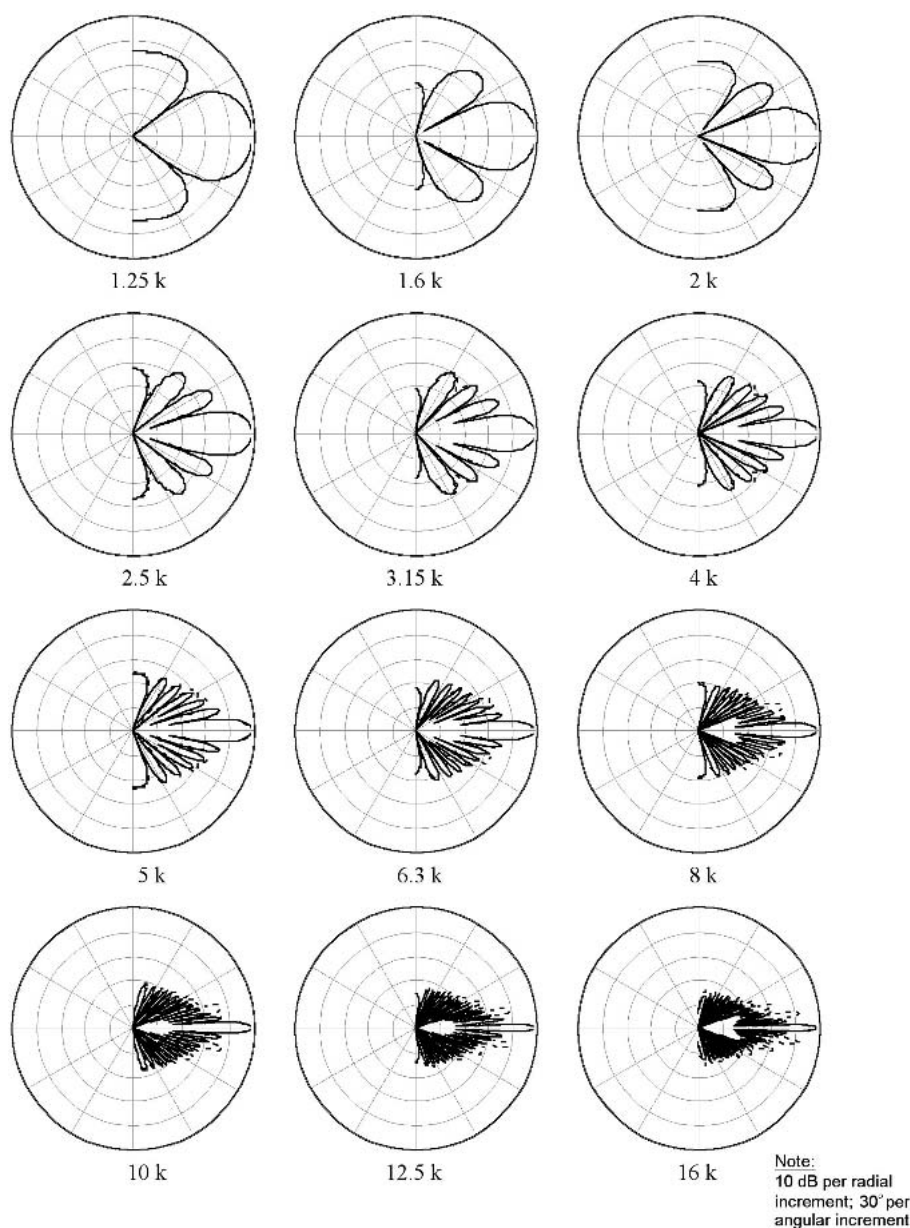 1.25 k
1.6 k
2 k
2.5 k
3.15 k
4 k
5 k
6.3 k
8 k
10 k
12.5 k
16 k
Note:
10 dB per radial
increment; 30° per
angular increment